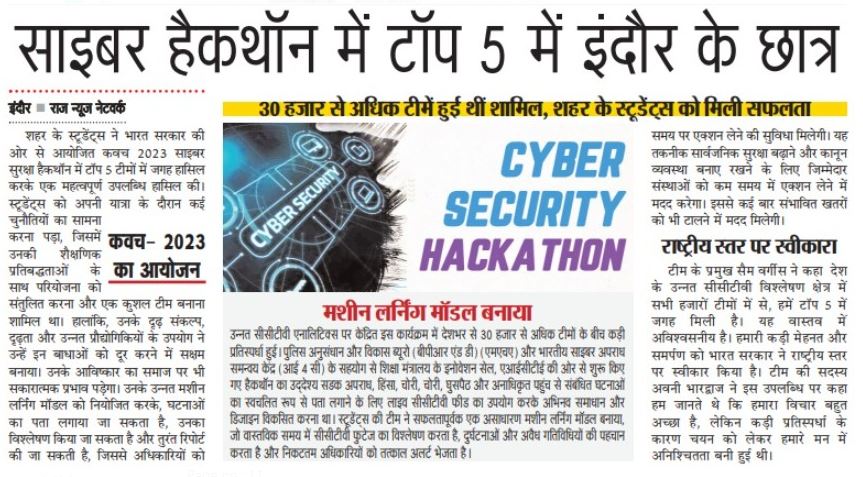 साइबर हैकथॉन में टॉप 5 में इंदौर के छात्र
इंदौर ■ राज न्यूज नेटवर्क
30 हजार से अधिक टीमें हुई थीं शामिल, शहर के स्टूडेंट्स को मिली सफलता
शहर के स्टूडेंट्स ने भारत सरकार की
ओर से आयोजित कवच 2023 साइबर
सुरक्षा हैकथॉन में टॉप 5 टीमों में जगह हासिल
करके एक महत्वपूर्ण उपलब्धि हासिल की।
स्टूडेंट्स को अपनी यात्रा के दौरान कई
चुनौतियों का सामना
करना पड़ा, जिसमें
उनकी शैक्षणिक
प्रतिबद्धताओं के
साथ परियोजना को
संतुलित करना और एक कुशल टीम बनाना
शामिल था। हालांकि, उनके दृढ़ संकल्प,
दृढ़ता और उन्नत प्रौद्योगिकियों के उपयोग ने
उन्हें इन बाधाओं को दूर करने में सक्षम
बनाया। उनके आविष्कार का समाज पर भी
सकारात्मक प्रभाव पड़ेगा। उनके उन्नत मशीन
लर्निंग मॉडल को नियोजित करके, घटनाओं
का पता लगाया जा सकता है, उनका
विश्लेषण किया जा सकता है और तुरंत रिपोर्ट
की जा सकती है, जिससे अधिकारियों को
कवच- 2023
का आयोजन
CYBER SECURITY
CYBER
SECURITY
HACKATHON
मशीन लर्निंग मॉडल बनाया
उन्नत सीसीटीवी एनालिटिक्स पर केंद्रित इस कार्यक्रम में देशभर से 30 हजार से अधिक टीमों के बीच कड़ी
प्रतिस्पर्धा हुई। पुलिस अनुसंधान और विकास ब्यूरो (बीपीआर एंड डी) (एमएचए) और भारतीय साइबर अपराध
समन्वय केंद्र (आई 4 सी) के सहयोग से शिक्षा मंत्रालय के इनोवेशन सेल, एआईसीटीई की ओर से शुरू किए
गए हैकथॉन का उद्देश्य सड़क अपराध, हिंसा, चोरी, चोरी, घुसपैठ और अनाधिकृत पहुंच से संबंधित घटनाओं
का स्वचलित रूप से पता लगाने के लिए लाइव सीसीटीवी फीड का उपयोग करके अभिनव समाधान और
डिजाइन विकसित करना था। स्टूडेंट्स की टीम ने सफलतापूर्वक एक असाधारण मशीन लर्निंग मॉडल बनाया,
जो वास्तविक समय में सीसीटीवी फुटेज का विश्लेषण करता है, दुर्घटनाओं और अवैध गतिविधियों की पहचान
करता है और निकटतम अधिकारियों को तत्काल अलर्ट भेजता है।
समय पर एक्शन लेने की सुविधा मिलेगी। यह
तकनीक सार्वजनिक सुरक्षा बढ़ाने और कानून
व्यवस्था बनाए रखने के लिए जिम्मेदार
संस्थाओं को कम समय में एक्शन लेने में
मदद करेगा। इससे कई बार संभावित खतरों
को भी टालने में मदद मिलेगी।
राष्ट्रीय स्तर पर स्वीकारा
टीम के प्रमुख सैम वर्गीस ने कहा देश
के उन्नत सीसीटीवी विश्लेषण क्षेत्र में
सभी हजारों टीमों में से, हमें टॉप 5 में
जगह मिली है। यह वास्तव में
अविश्वसनीय है। हमारी कड़ी मेहनत और
समर्पण को भारत सरकार ने राष्ट्रीय स्तर
पर स्वीकार किया है। टीम की सदस्य
अवनी भारद्वाज ने इस उपलब्धि पर कहा
हम जानते थे कि हमारा विचार बहुत
अच्छा है, लेकिन कड़ी प्रतिस्पर्धा के
कारण चयन को लेकर हमारे मन में
अनिश्चितता बनी हुई थी।